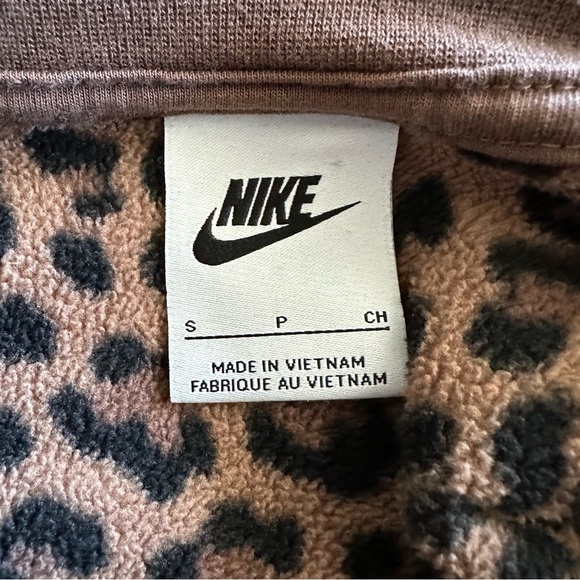 NIKE
S P CH
MADE IN VIETNAM
FABRIQUE AU VIETNAM